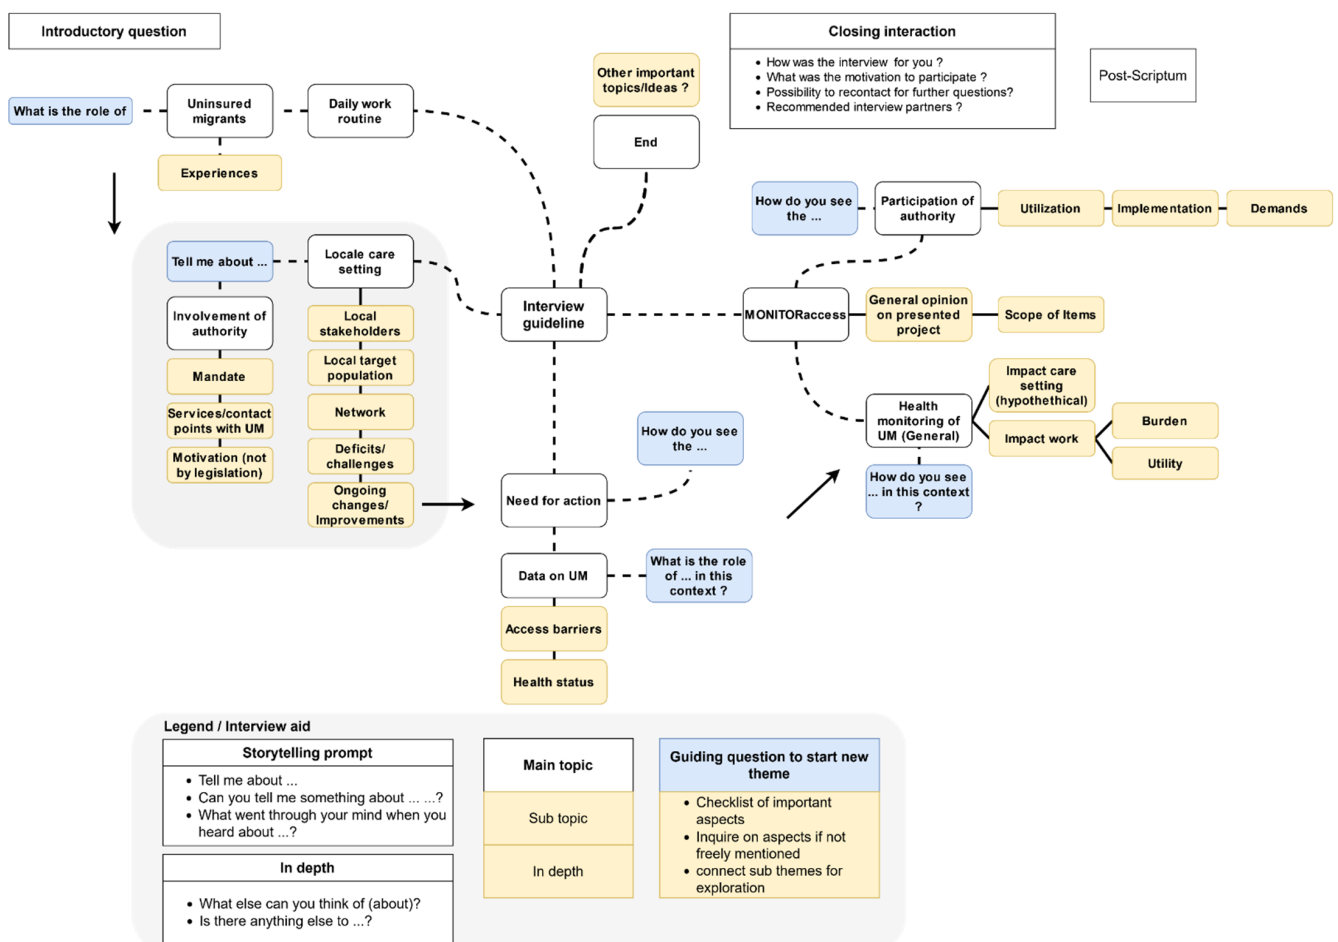 Introductory question
Closing interaction
• How was the interview for you ?
• What was the motivation to participate ?
• Possibility to recontact for further questions?
• Recommended interview partners ?
Post-Scriptum
Other important
topics/Ideas ?
End
What is the role of
Uninsured
migrants
Daily work
routine
Experiences
How do you see
the ...
Participation of
authority
Utilization
Implementation
Demands
Tell me about ...
Locale care
setting
Involvement of
authority
Mandate
Services/contact
points with UM
Motivation (not
by legislation)
Local
stakeholders
Local target
population
Network
Deficits/
challenges
Ongoing
changes/
Improvements
Interview
guideline
MONITORaccess
General opinion
on presented
project
Scope of Items
Health
monitoring of
UM (General)
Impact care
setting
(hypothethical)
Impact work
Burden
Utility
How do you see
... in this context
?
How do you see
the ...
Need for action
Data on UM
What is the role
of ... in this
context ?
Access barriers
Health status
Legend / Interview aid
Storytelling prompt
• Tell me about ...
• Can you tell me something about ... ...?
• What went through your mind when you
heard about ...?
In depth
• What else can you think of (about)?
• Is there anything else to ...?
Main topic
Sub topic
In depth
Guiding question to start new
theme
• Checklist of important
aspects
• Inquire on aspects if not
freely mentioned
• connect sub themes for
exploration